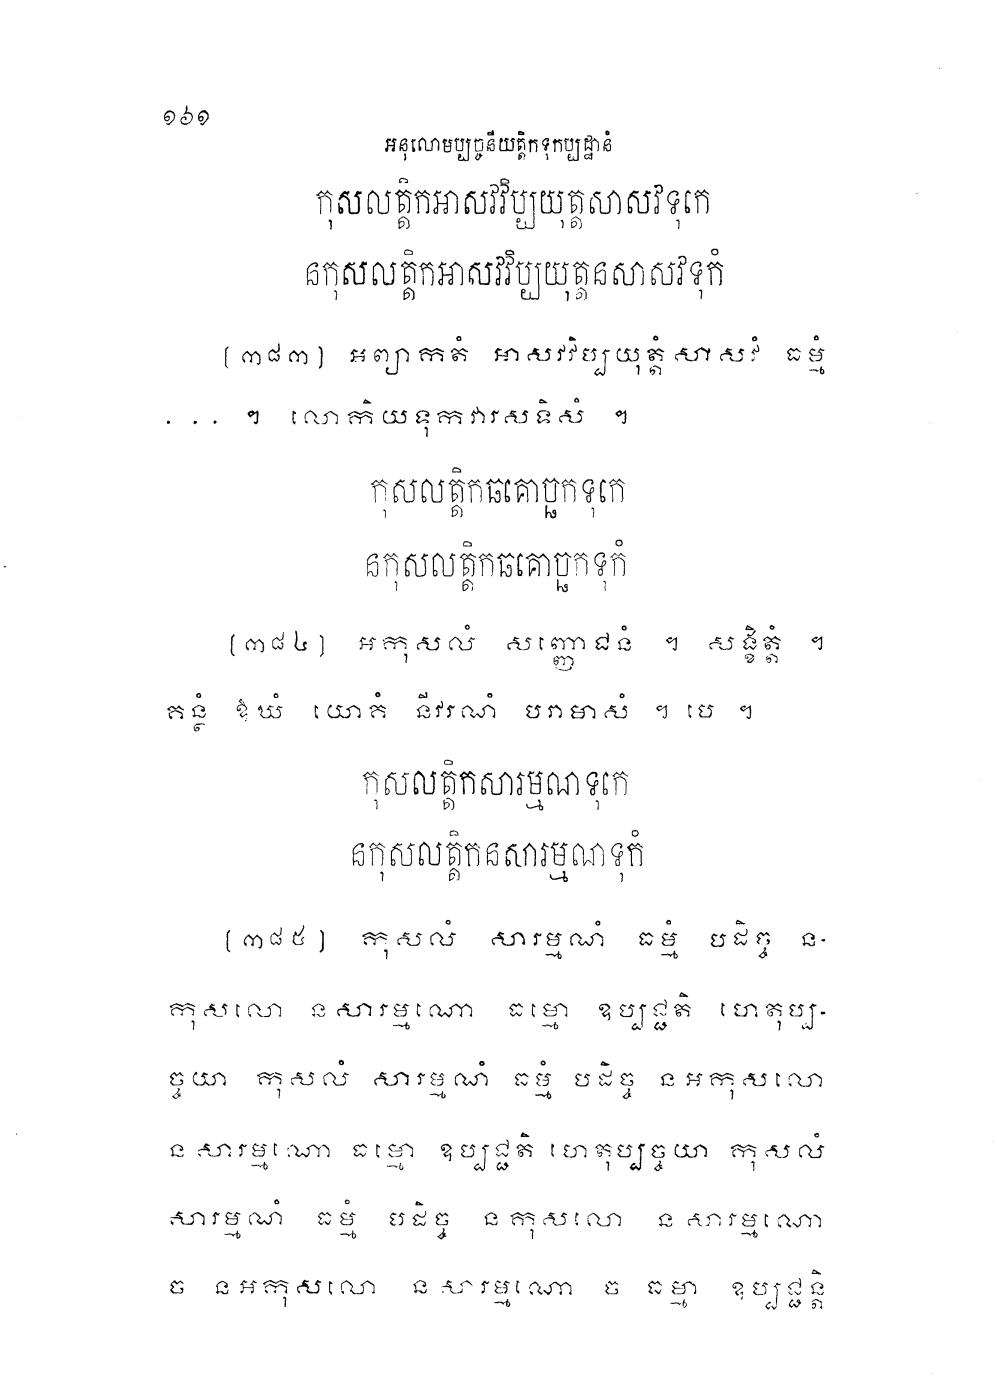 ១៦១
អនុលោមប្បច្ចនីយត្តិកទុកប្បដ្ឋានំ
កុសលត្តិកអាសវវិប្បយុត្តសាសវទុកេ
នកុសលត្តិកអាសវវិប្បយុត្តនសាសវទុកំ
[៣៨៣] អព្យាកតំ អាសវវិប្បយុត្តំសាសវំ ធម្មំ
... ។ លោកិយទុកវារសទិសំ ។
កុសលត្តិកឆគោច្ឆកទុកេ
នកុសលត្តិកឆគោច្ឆកទុកំ
[៣៨៤] អកុសលំ សញ្ញោជនំ ។ សង្ខិត្តំ ។
គន្ថំ ឱឃំ យោគំ នីវរណំ បរាមាសំ ។ បេ ។
កុសលត្តិកសារម្មណទុកេ
នកុសលត្តិកនសារម្មណទុកំ
[៣៨៥] កុសលំ សារម្មណំ ធម្មំ បដិច្ច ន-
កុសលោ នសារម្មណោ ធម្មោ ឧប្បជ្ជតិ ហេតុប្ប-
ច្ចយា កុសលំ សារម្មណំ ធម្មំ បដិច្ច នអកុសលោ
នសារម្មណោ ធម្មោ ឧប្បជ្ជតិ ហេតុប្បច្ចយា កុសលំ
សារម្មណំ ធម្មំ បដិច្ច នកុសលោ នសារម្មណោ
ច នអកុសលោ នសារម្មណោ ច ធម្មា ឧប្បជ្ជន្តិ